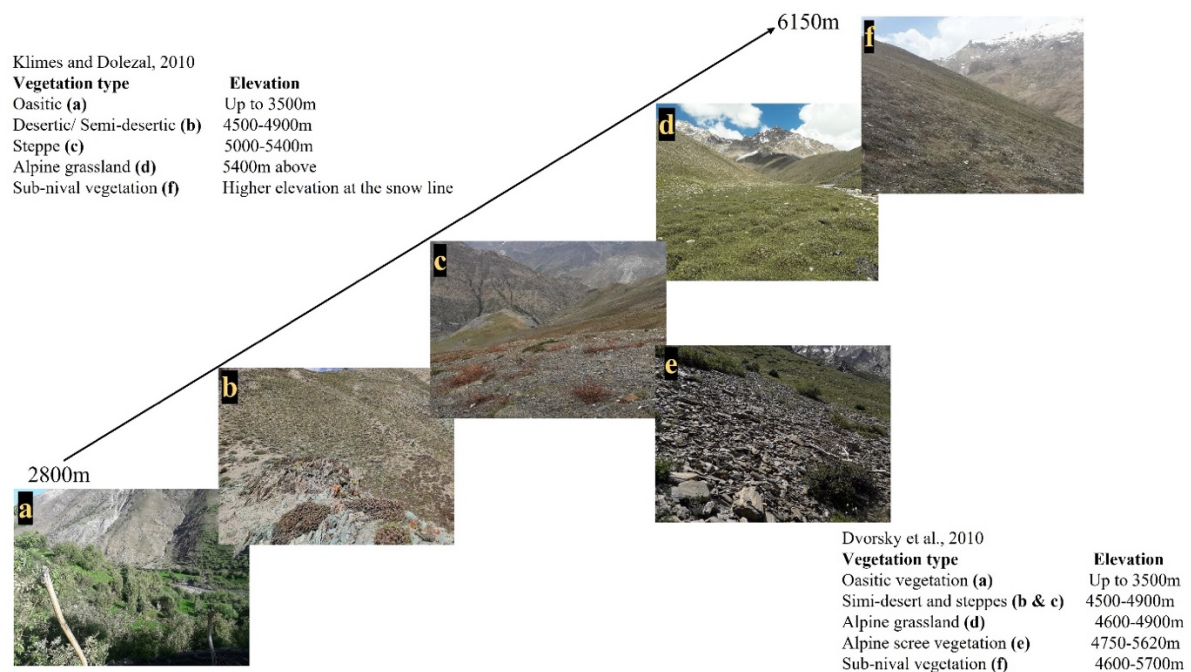 6150m
f
Klimes and Dolezal, 2010
Vegetation type Elevation
Oasitic (a) Up to 3500m
Desertic/ Semi-desertic (b) 4500-4900m
Steppe (c) 5000-5400m
Alpine grassland (d) 5400m above
Sub-nival vegetation (f) Higher elevation at the snow line
d
c
e
b
2800m
a
Dvorsky et al., 2010
Vegetation type Elevation
Oasitic vegetation (a) Up to 3500m
Simi-desert and steppes (b & c) 4500-4900m
Alpine grassland (d) 4600-4900m
Alpine scree vegetation (e) 4750-5620m
Sub-nival vegetation (f) 4600-5700m